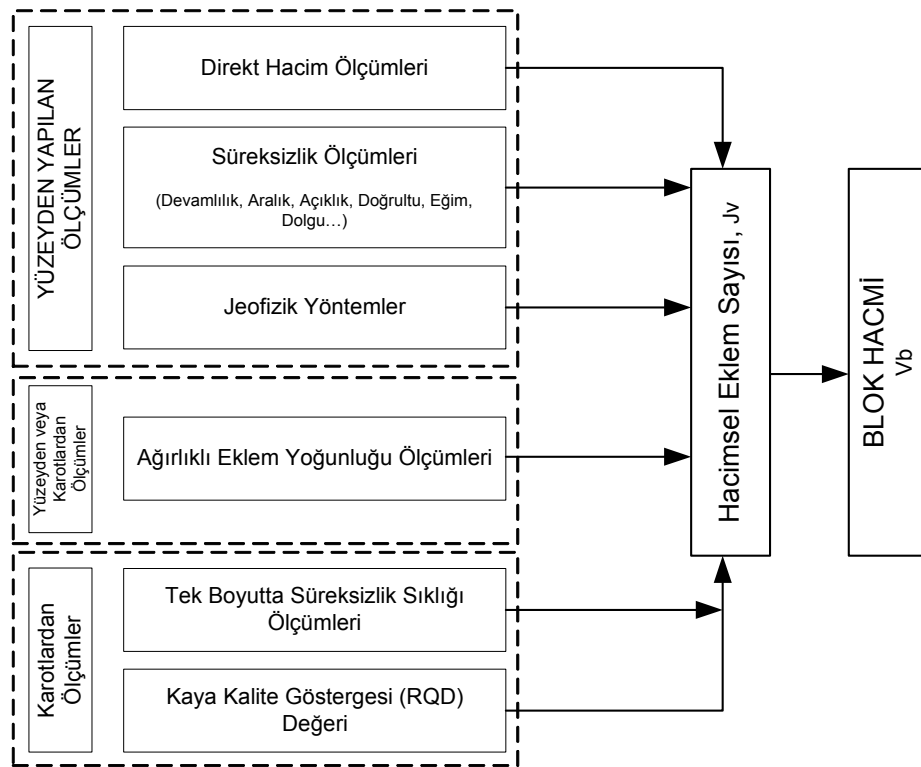 YÜZEYDEN YAPILAN
ÖLÇÜMLER
Direkt Hacim Ölçümleri
Süreksizlik Ölçümleri
(Devamlılık, Aralık, Açıklık, Doğrultu, Eğim,
Dolgu…)
Jeofizik Yöntemler
Yüzeyden veya
Karotlardan
Ölçümler
Ağırlıklı Eklem Yoğunluğu Ölçümleri
Karotlardan
Ölçümler
Tek Boyutta Süreksizlik Sıklığı
Ölçümleri
Kaya Kalite Göstergesi (RQD)
Değeri
Hacimsel Eklem Sayısı, Jv
BLOK HACMİ
Vb